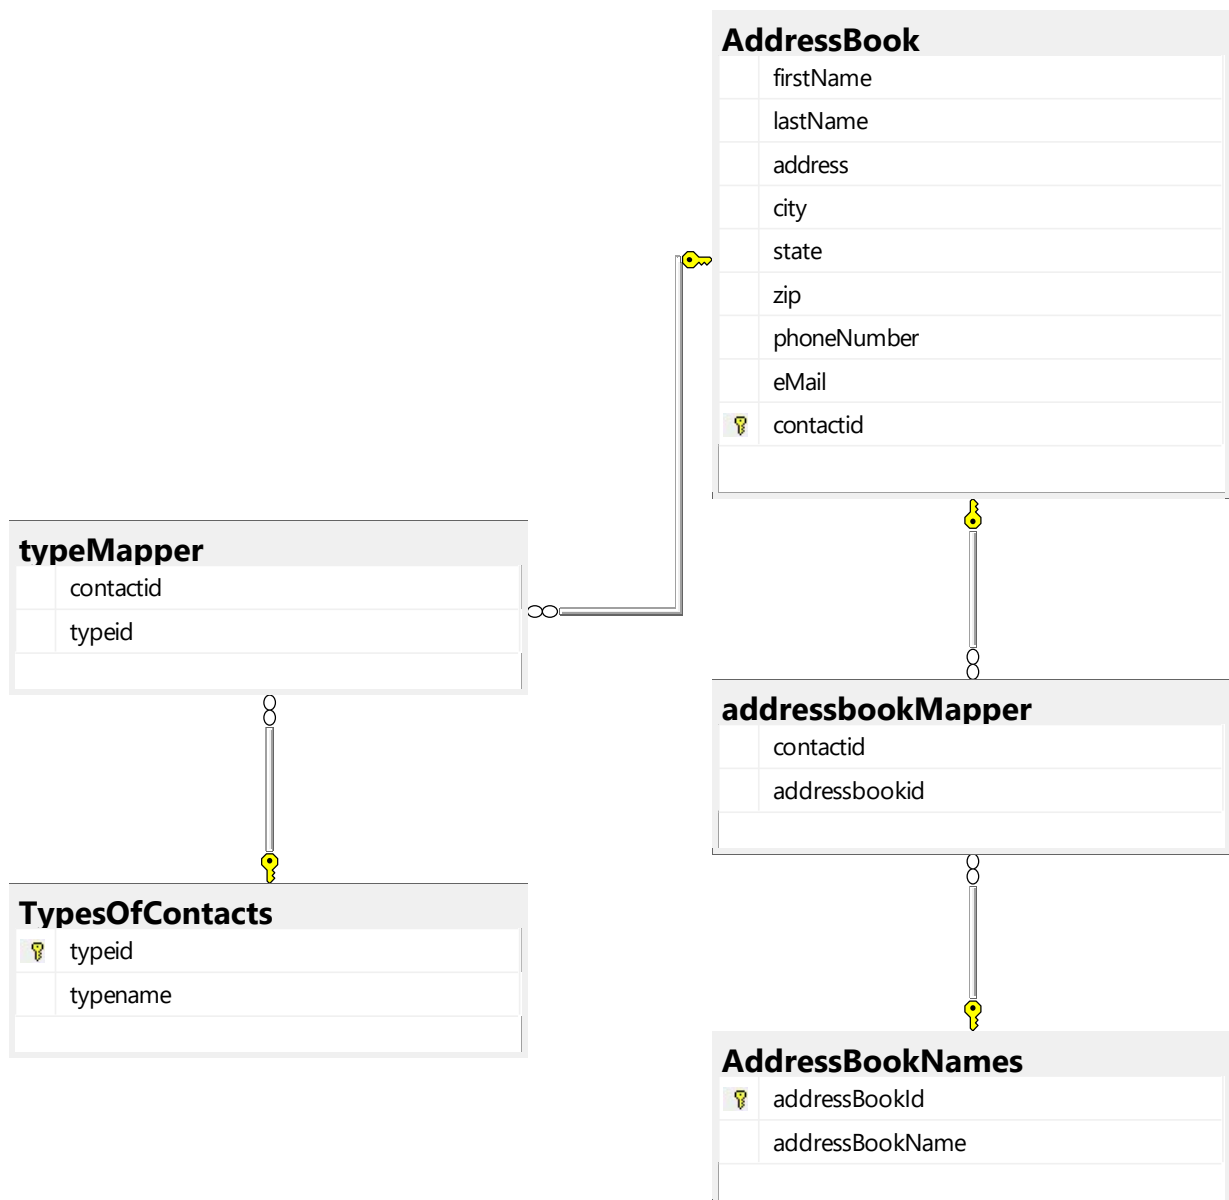 AddressBook
firstName
lastName
address
city
state
zip
phoneNumber
eMail
contactid
typeMapper
contactid
typeid
addressbookMapper
contactid
addressbookid
TypesOfContacts
typeid
typename
AddressBookNames
addressBookId
addressBookName